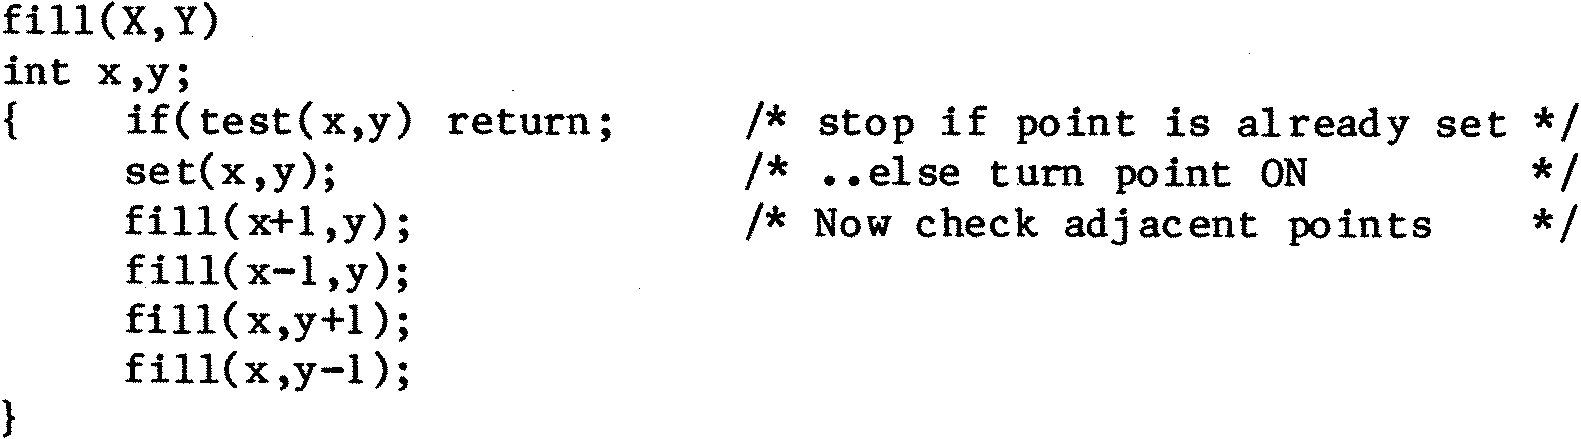 fill(X,Y)
int x,y;
{     if(test(x,y) return;     /* stop if point is already set */
      set(x,y);                /* ..else turn point ON         */
      fill(x+1,y);             /* Now check adjacent points    */
      fill(x-1,y);
      fill(x,y+1);
      fill(x,y-1);
}